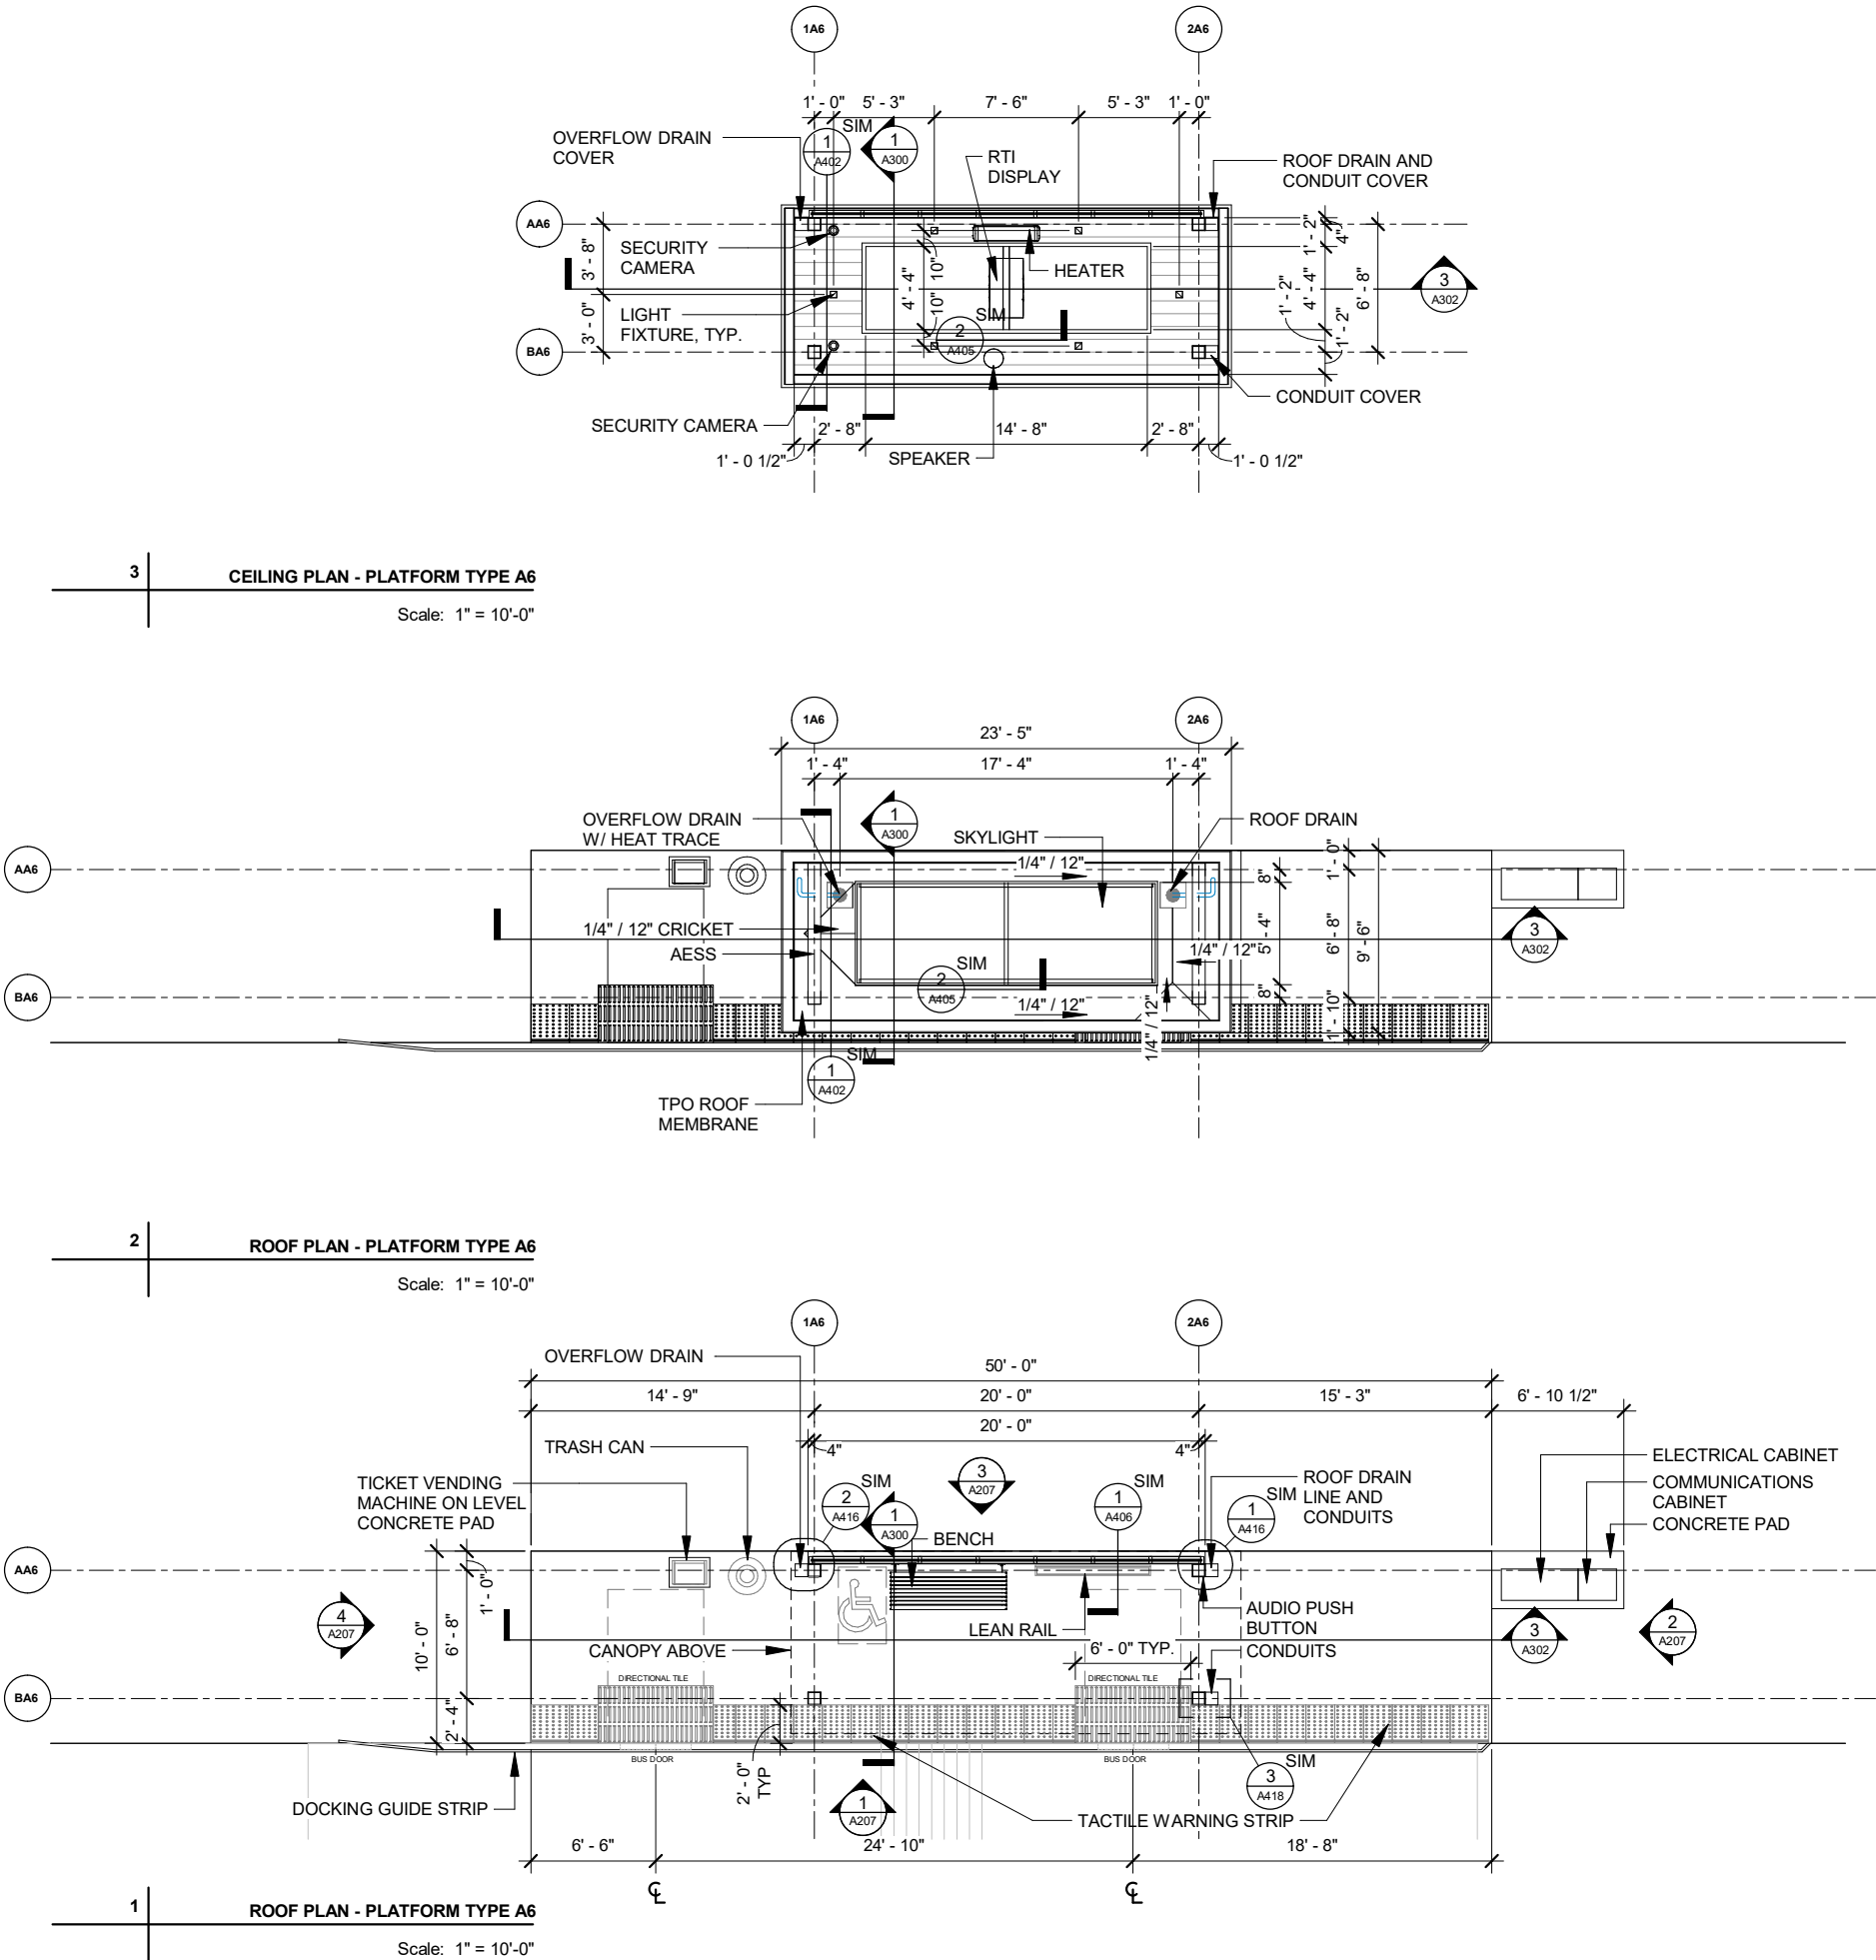 1A6
2A6
1' - 0"
5' - 3"
7' - 6"
5' - 3"
1' - 0"
SIM
OVERFLOW DRAIN
COVER
1
A402
1
A300
RTI
DISPLAY
ROOF DRAIN AND
CONDUIT COVER
AA6
3' - 8"
SECURITY
CAMERA
4' - 4"
10"
10"
HEATER
1' - 2"
4"
1' - 2"
4' - 4"
6' - 8"
1' - 2"
3
A302
LIGHT
FIXTURE, TYP.
3' - 0"
SIM
2
A405
BA6
CONDUIT COVER
SECURITY CAMERA
2' - 8"
14' - 8"
2' - 8"
1' - 0 1/2"
SPEAKER
1' - 0 1/2"
3
CEILING PLAN - PLATFORM TYPE A6
Scale: 1" = 10'-0"
1A6
2A6
23' - 5"
1' - 4"
17' - 4"
1' - 4"
OVERFLOW DRAIN
W/ HEAT TRACE
1
A300
SKYLIGHT
ROOF DRAIN
1/4" / 12"
AA6
8"
1' - 0"
1/4" / 12" CRICKET
AESS
5' - 4"
6' - 8"
9' - 6"
1/4" / 12"
3
A302
SIM
2
A405
BA6
8"
1/4" / 12"
1/4" / 12"
1' - 10"
SIM
1
A402
TPO ROOF
MEMBRANE
2
ROOF PLAN - PLATFORM TYPE A6
Scale: 1" = 10'-0"
1A6
2A6
OVERFLOW DRAIN
50' - 0"
14' - 9"
20' - 0"
15' - 3"
6' - 10 1/2"
20' - 0"
4"
4"
TRASH CAN
TICKET VENDING
MACHINE ON LEVEL
CONCRETE PAD
SIM
2
A416
1
A300
3
A207
BENCH
SIM
1
A406
SIM
1
A416
ROOF DRAIN
LINE AND
CONDUITS
ELECTRICAL CABINET
COMMUNICATIONS
CABINET
CONCRETE PAD
AA6
4
A207
10' - 0"
6' - 8"
1' - 0"
LEAN RAIL
AUDIO PUSH
BUTTON
CONDUITS
3
A302
2
A207
CANOPY ABOVE
6' - 0" TYP.
DIRECTIONAL TILE
DIRECTIONAL TILE
BA6
2' - 4"
BUS DOOR
BUS DOOR
2' - 0"
TYP
SIM
3
A418
DOCKING GUIDE STRIP
1
A207
TACTILE WARNING STRIP
6' - 6"
24' - 10"
18' - 8"
℄
℄
1
ROOF PLAN - PLATFORM TYPE A6
Scale: 1" = 10'-0"